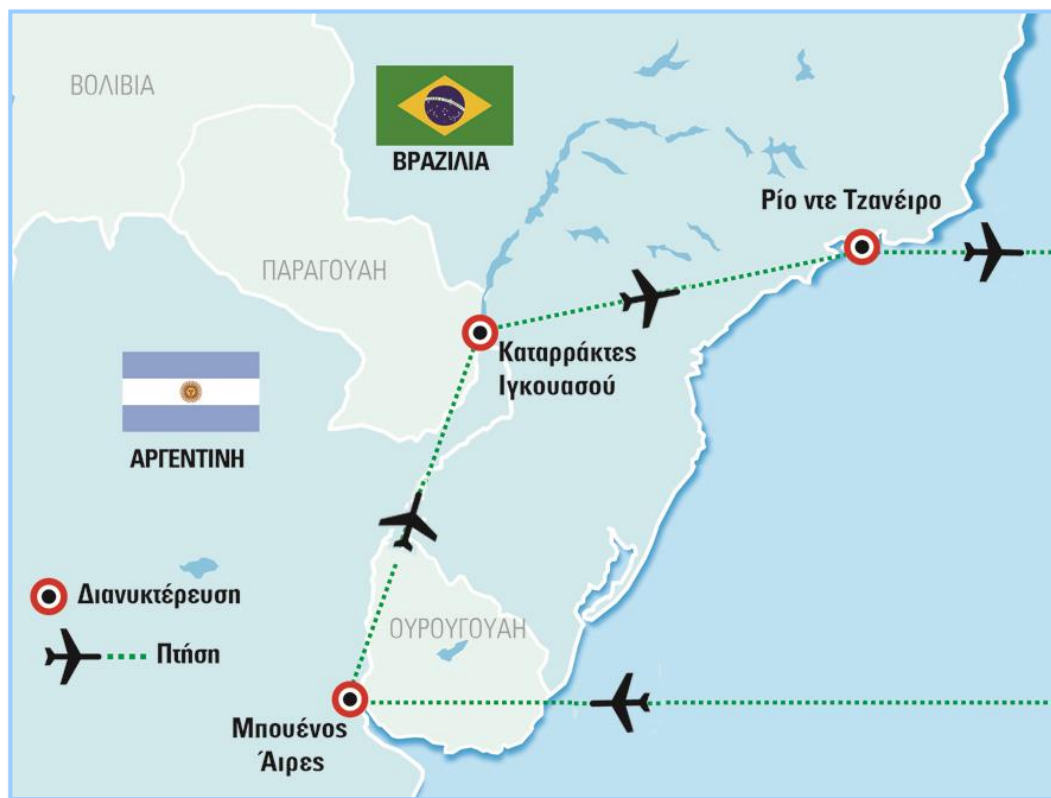 ΒΟΛΙΒΙΑ
ΒΡΑΖΙΛΙΑ
Ρίο ντε Τζανέιρο
ΠΑΡΑΓΟΥΑΗ
Καταρράκτες
Ιγκουασού
ΑΡΓΕΝΤΙΝΗ
Διανυκτέρευση
Πτήση
ΟΥΡΟΥΓΟΥΑΗ
Μπουένος
Άιρες